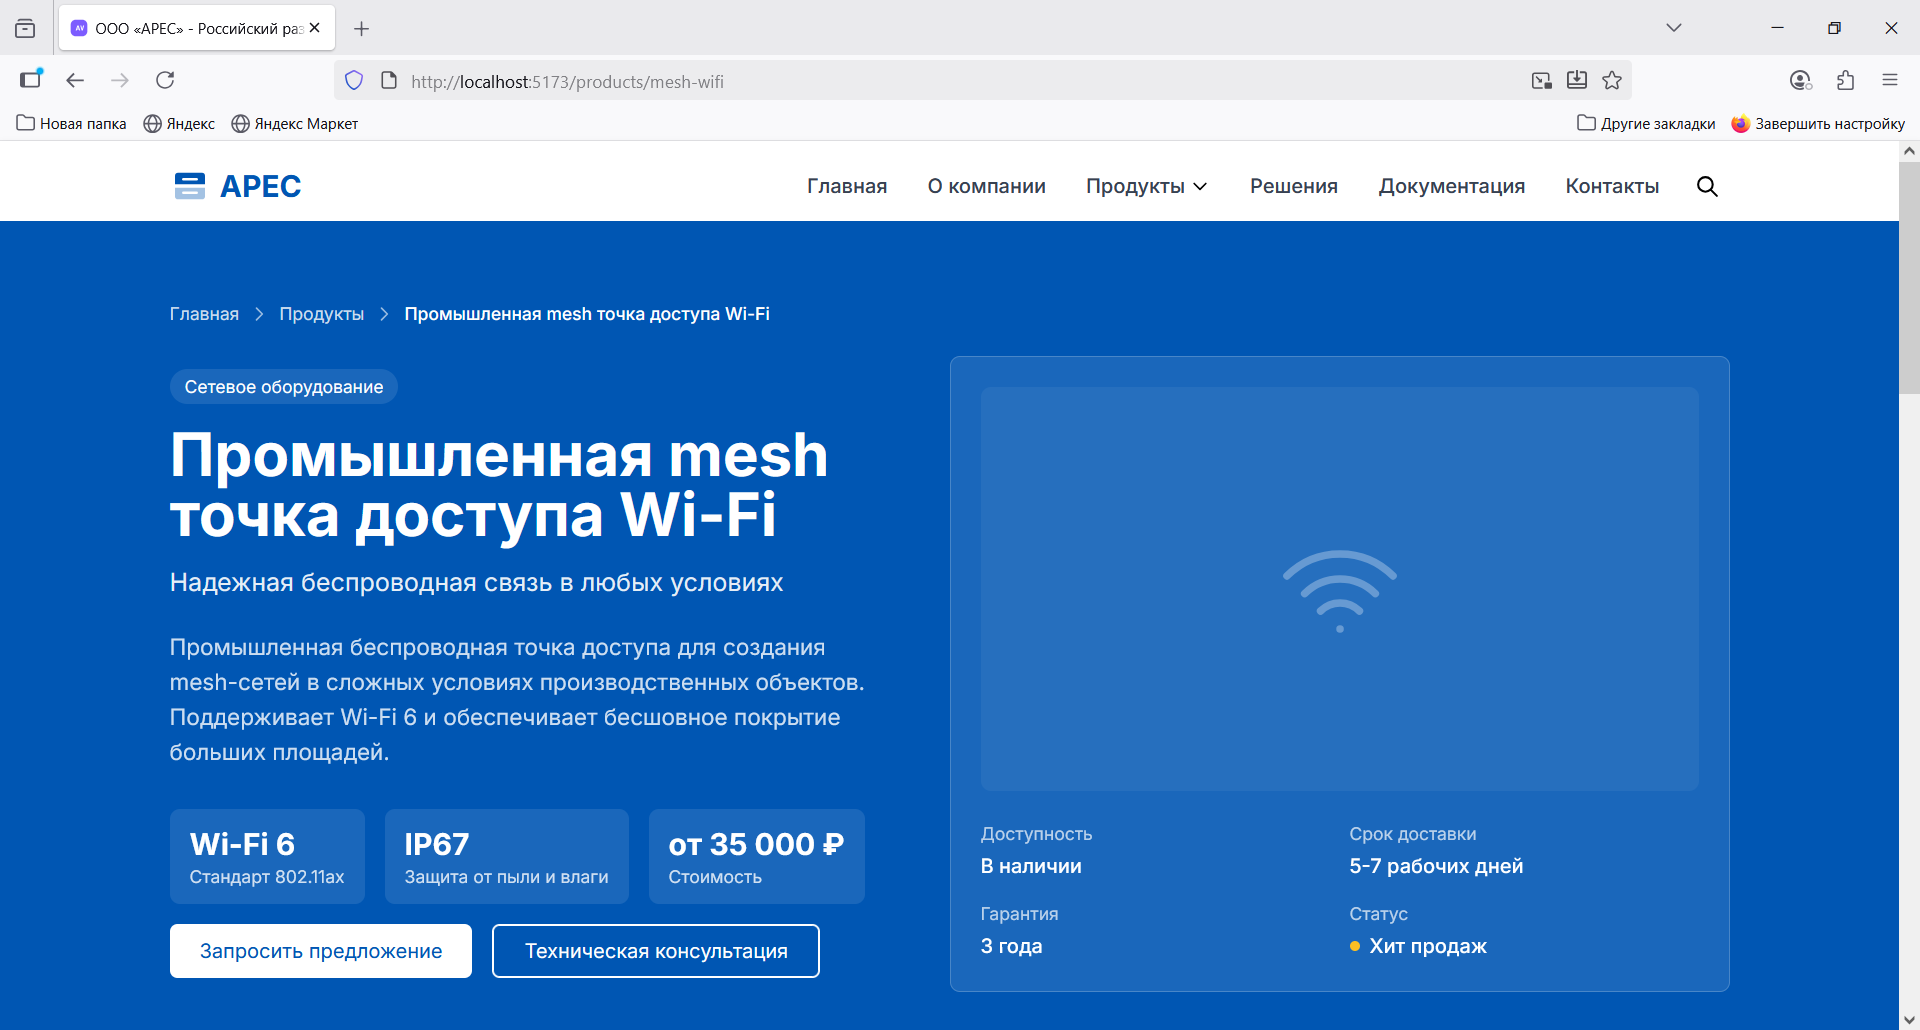 ООО «АРЕС» - Российский раз
http://localhost:5173/products/mesh-wifi
Новая папка
Яндекс
Яндекс Маркет
Другие закладки
Завершить настройку
АРЕС
Главная
О компании
Продукты
Решения
Документация
Контакты
Главная > Продукты > Промышленная mesh точка доступа Wi-Fi
Сетевое оборудование
Промышленная mesh
точка доступа Wi-Fi
Надежная беспроводная связь в любых условиях
Промышленная беспроводная точка доступа для создания
mesh-сетей в сложных условиях производственных объектов.
Поддерживает Wi-Fi 6 и обеспечивает бесшовное покрытие
больших площадей.
Wi-Fi 6
Стандарт 802.11ax
IP67
Защита от пыли и влаги
от 35 000 ₽
Стоимость
Запросить предложение
Техническая консультация
Доступность
В наличии
Срок доставки
5-7 рабочих дней
Гарантия
3 года
Статус
Хит продаж